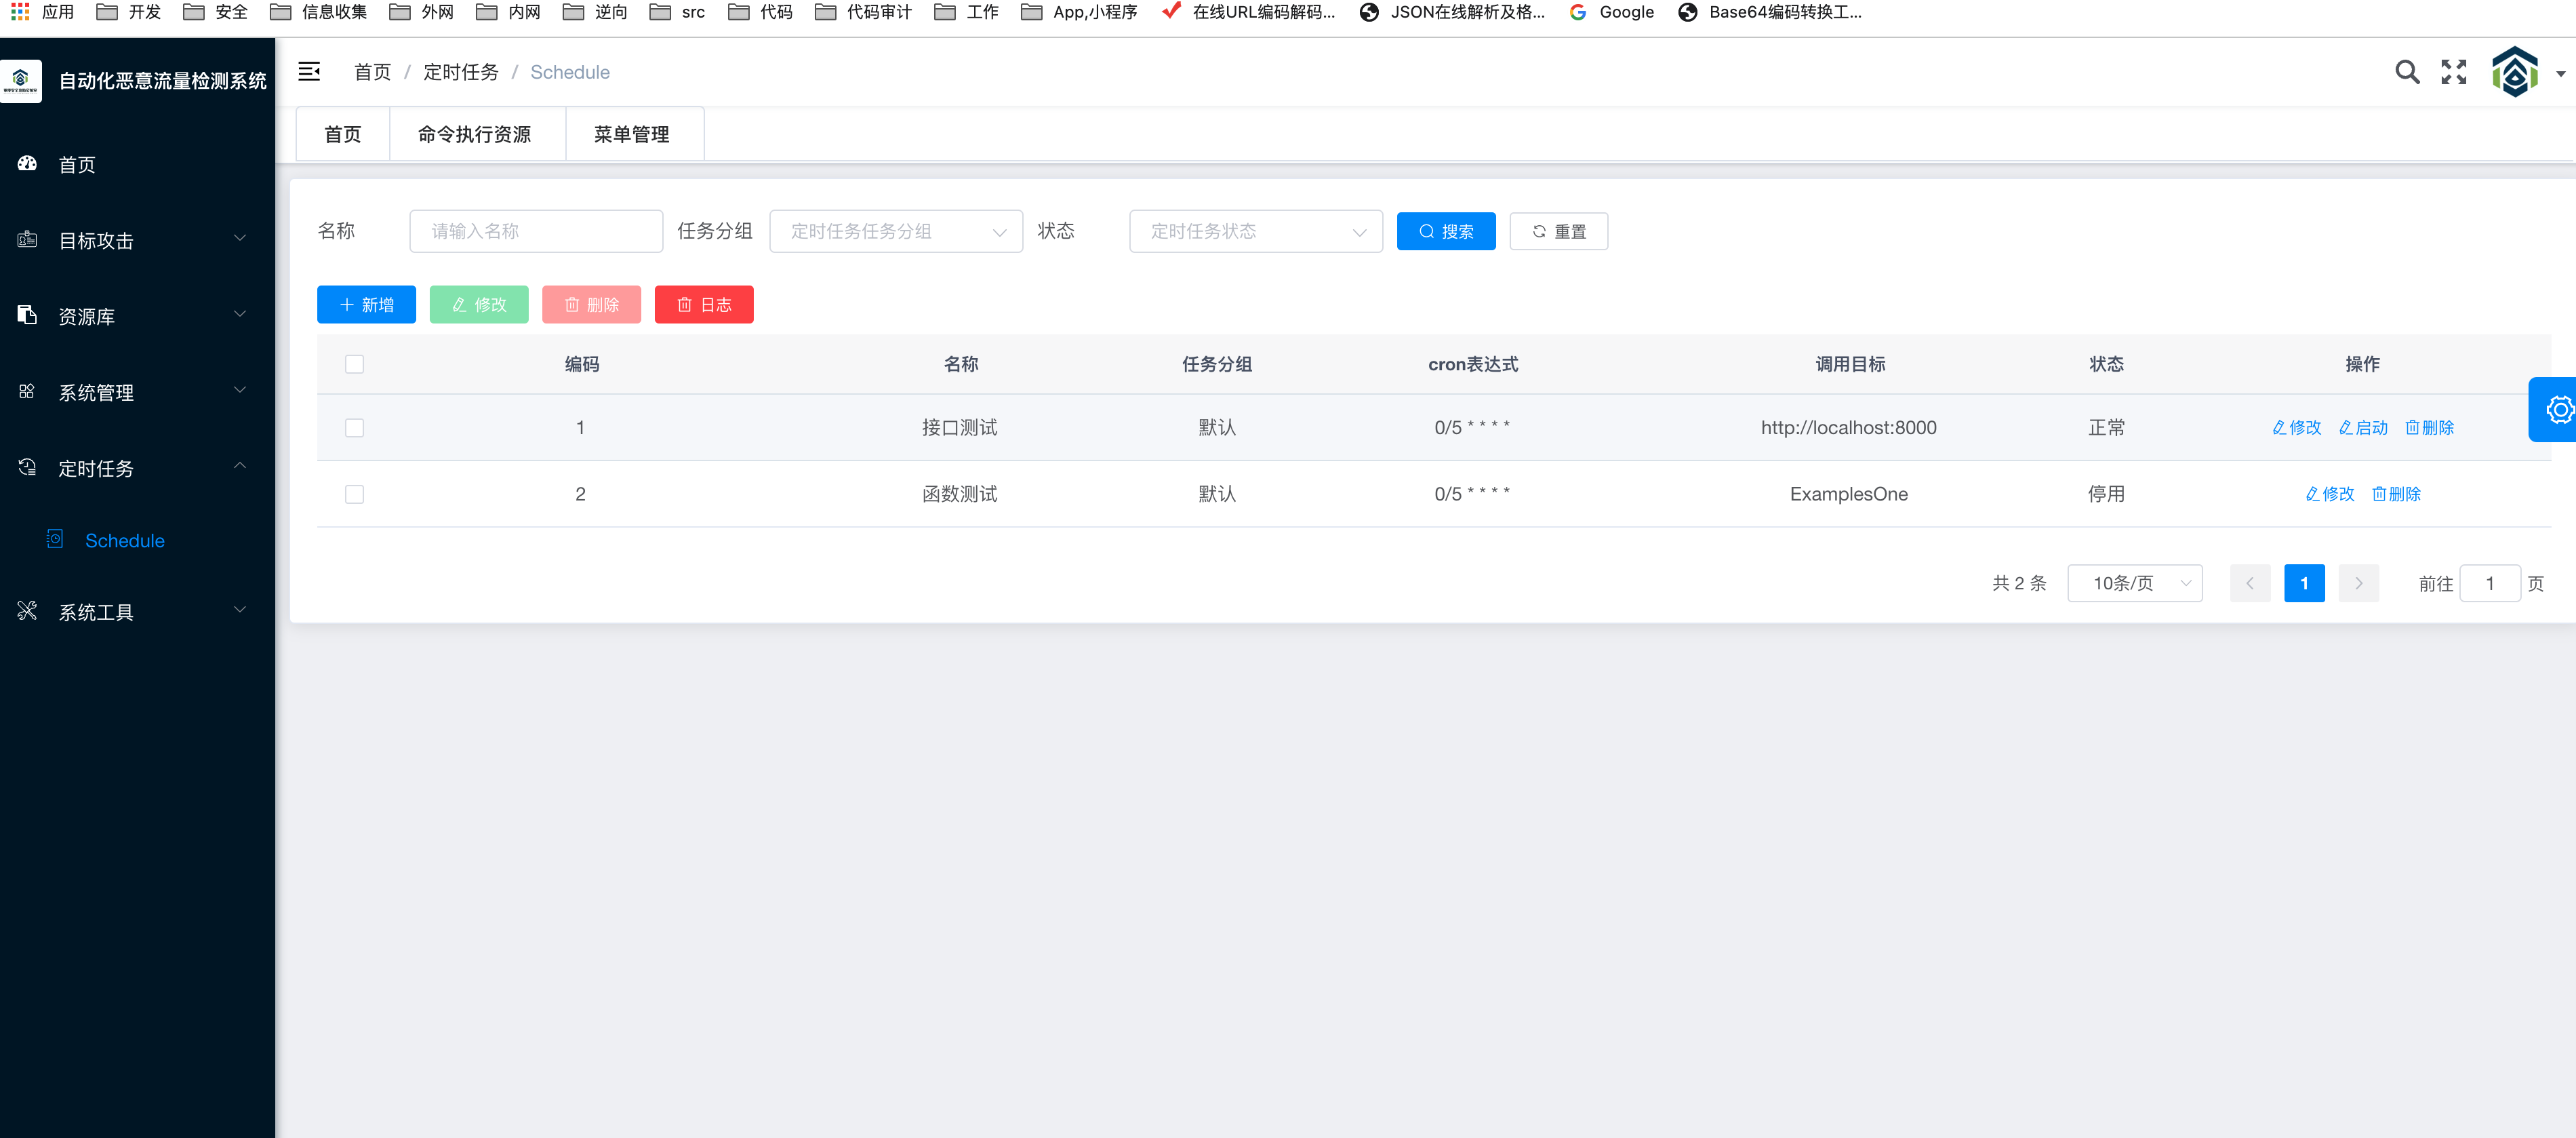 应用 开发 安全 信息收集 外网 内网 逆向 src 代码 代码审计 工作 App,小程序 在线URL编码解码... JSON在线解析及格... Google Base64编码转换工...
自动化恶意流量检测系统
首页
目标攻击
资源库
系统管理
定时任务
Schedule
系统工具
首页 / 定时任务 / Schedule
首页 命令执行资源 菜单管理
名称 请输入名称 任务分组 定时任务任务分组 状态 定时任务状态 搜索 重置
新增 修改 删除 日志
编码 名称 任务分组 cron表达式 调用目标 状态 操作
1 接口测试 默认 0/5 * * * * http://localhost:8000 正常 修改 启动 删除
2 函数测试 默认 0/5 * * * * ExamplesOne 停用 修改 删除
共 2 条 10条/页 1 前往 1 页